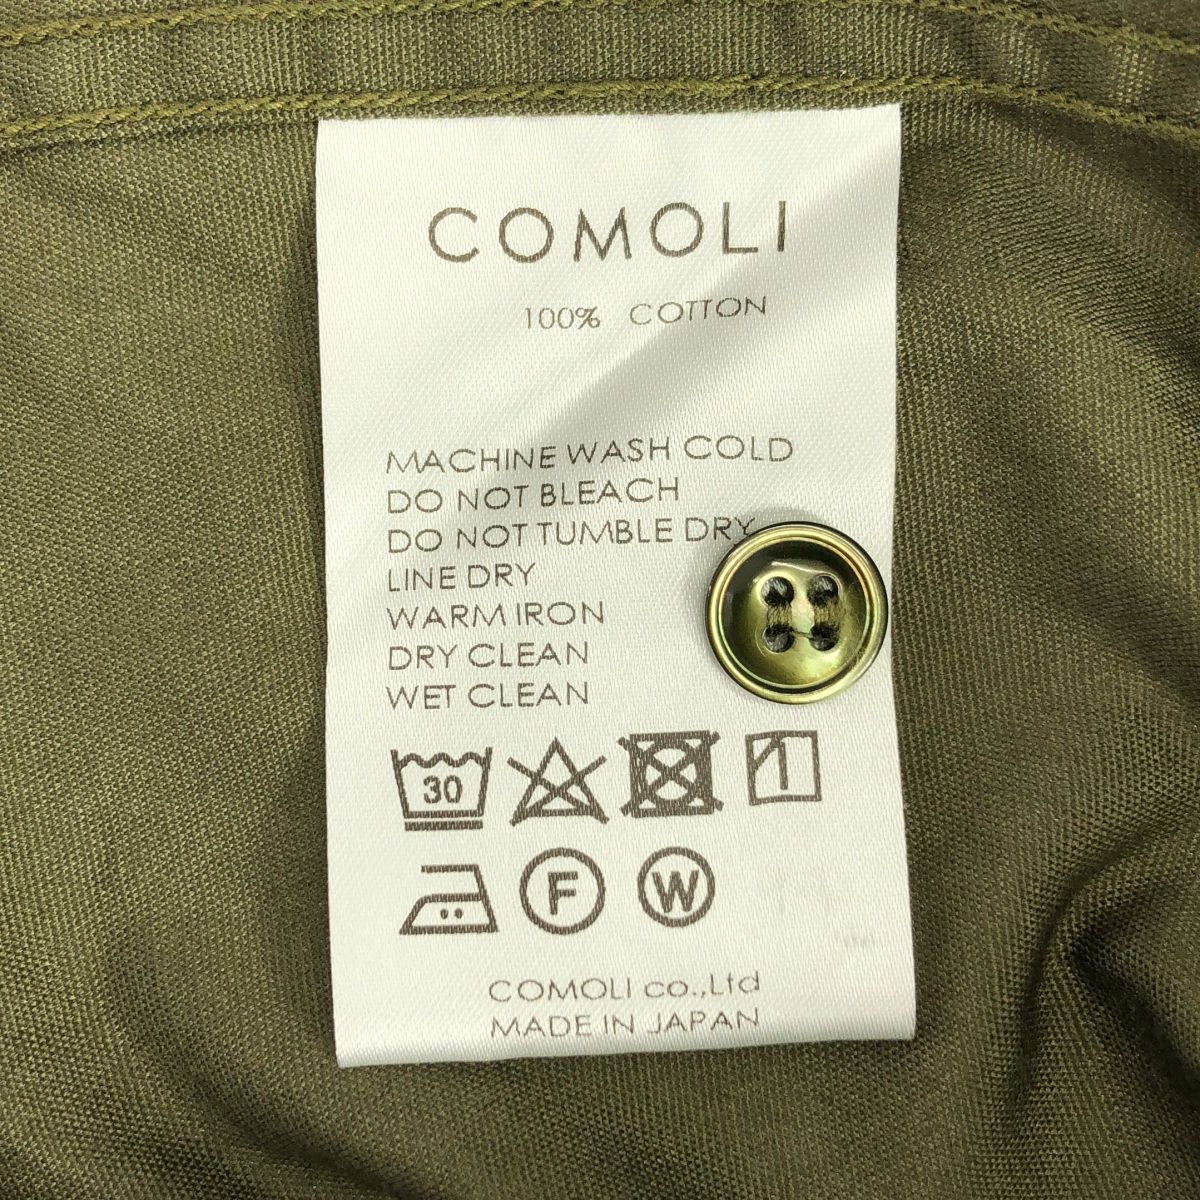 COMOLI
100% COTTON
MACHINE WASH COLD
DO NOT BLEACH
DO NOT TUMBLE DRY
LINE DRY
WARM IRON
DRY CLEAN
WET CLEAN
30
F W
COMOLI co.,Ltd
MADE IN JAPAN